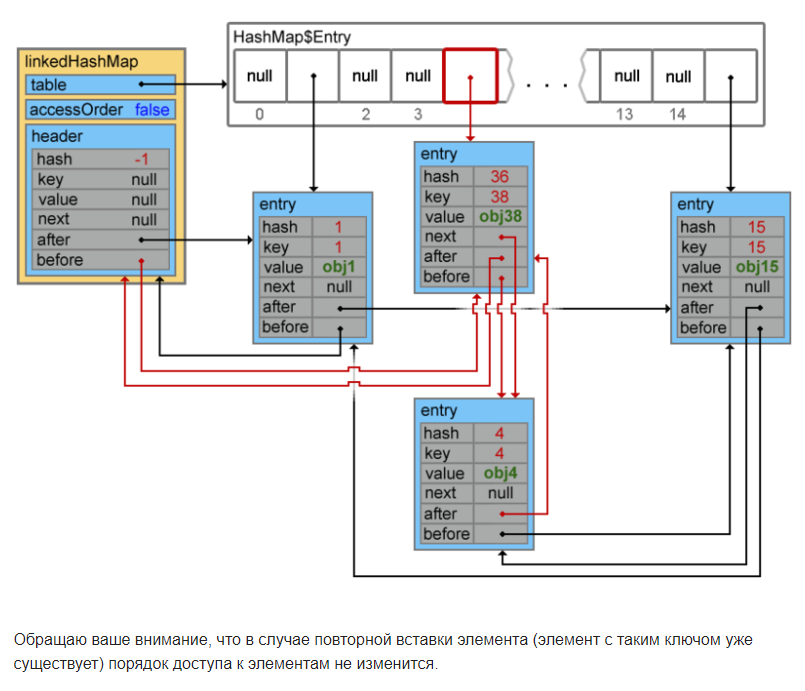 HashMap$Entry
null null null null null
0 2 3 13 14
linkedHashMap
table
accessOrder false
header
hash -1
key null
value null
next null
after
before
entry
hash 1
key 1
value obj1
next null
after
before
entry
hash 36
key 38
value obj38
next
after
before
entry
hash 15
key 15
value obj15
next null
after
before
entry
hash 4
key 4
value obj4
next null
after
before
Обращаю ваше внимание, что в случае повторной вставки элемента (элемент с таким ключом уже
существует) порядок доступа к элементам не изменится.